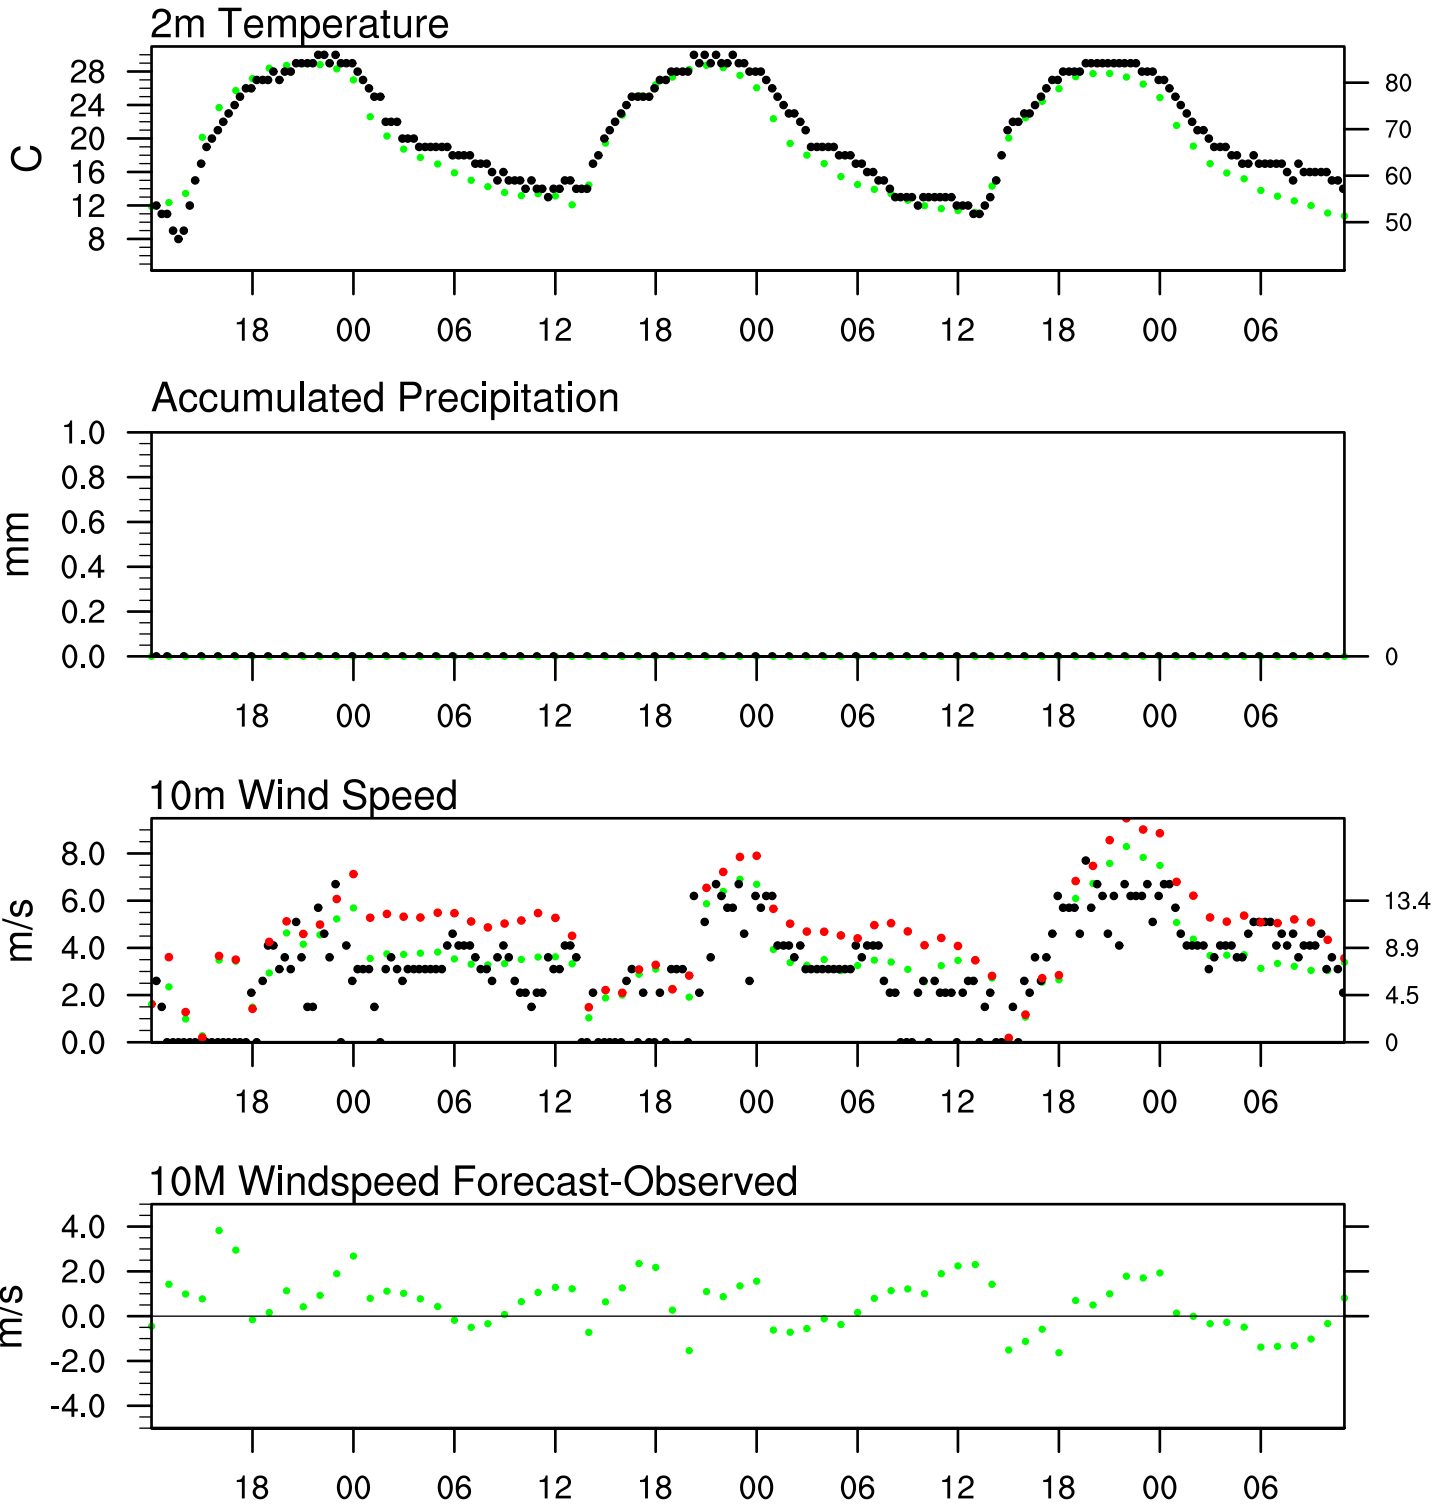 2m Temperature
C
28
24
20
16
12
8
80
70
60
50
18 00 06 12 18 00 06 12 18 00 06
Accumulated Precipitation
mm
1.0
0.8
0.6
0.4
0.2
0.0
0
18 00 06 12 18 00 06 12 18 00 06
10m Wind Speed
m/s
8.0
6.0
4.0
2.0
0.0
13.4
8.9
4.5
0
18 00 06 12 18 00 06 12 18 00 06
10M Windspeed Forecast-Observed
m/s
4.0
2.0
0.0
-2.0
-4.0
18 00 06 12 18 00 06 12 18 00 06